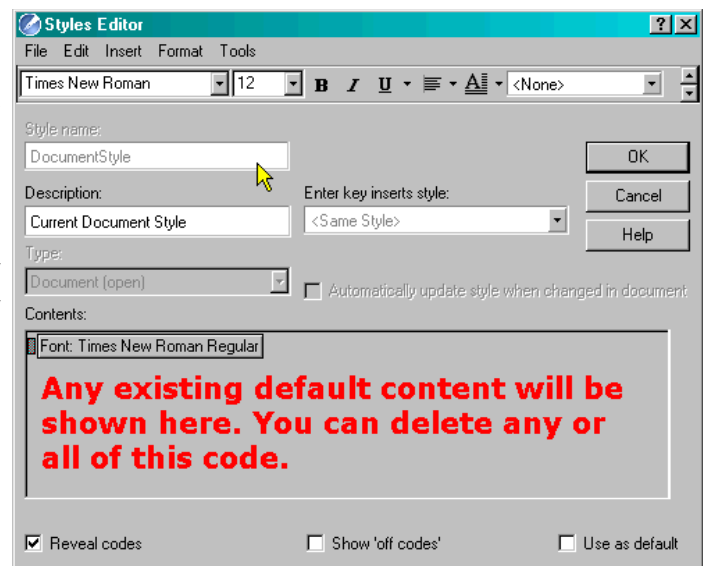 Styles Editor
File Edit Insert Format Tools
Times New Roman 12 B I U A <None>
Style name:
DocumentStyle
OK
Description:
Enter key inserts style:
Cancel
Current Document Style
<Same Style>
Help
Type:
Document (open)
Automatically update style when changed in document
Contents:
Font: Times New Roman Regular
Any existing default content will be
shown here. You can delete any or
all of this code.
Reveal codes
Show 'off codes'
Use as default